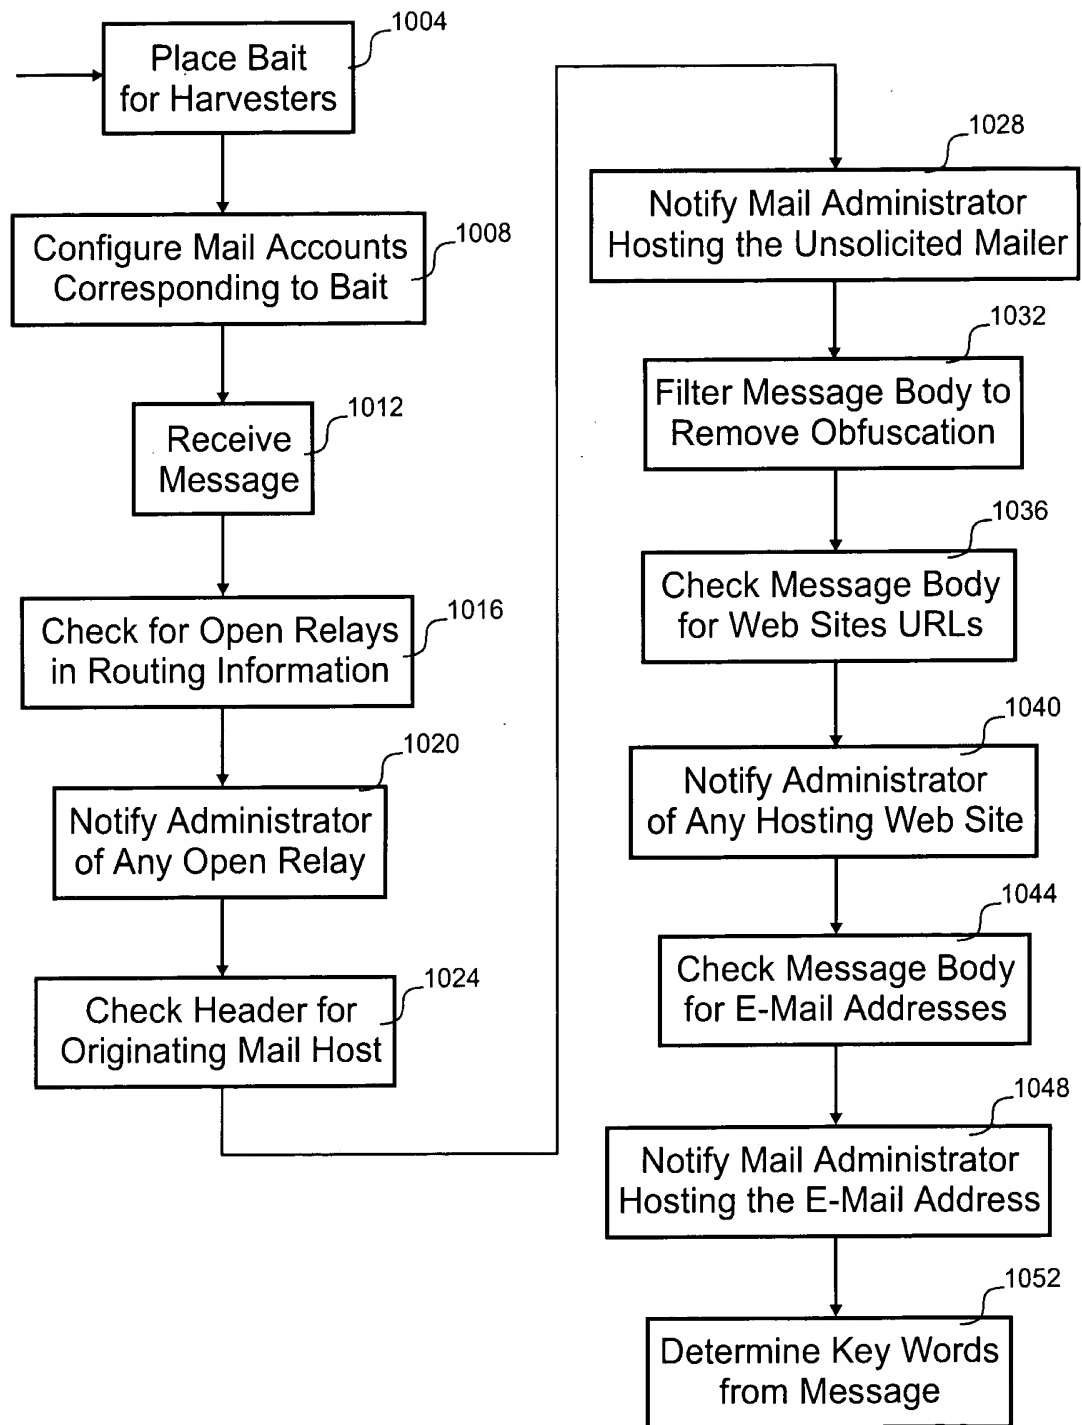 1004
Place Bait
for Harvesters
1008
Configure Mail Accounts
Corresponding to Bait
1012
Receive
Message
1016
Check for Open Relays
in Routing Information
1020
Notify Administrator
of Any Open Relay
1024
Check Header for
Originating Mail Host
1028
Notify Mail Administrator
Hosting the Unsolicited Mailer
1032
Filter Message Body to
Remove Obfuscation
1036
Check Message Body
for Web Sites URLs
1040
Notify Administrator
of Any Hosting Web Site
1044
Check Message Body
for E-Mail Addresses
1048
Notify Mail Administrator
Hosting the E-Mail Address
1052
Determine Key Words
from Message